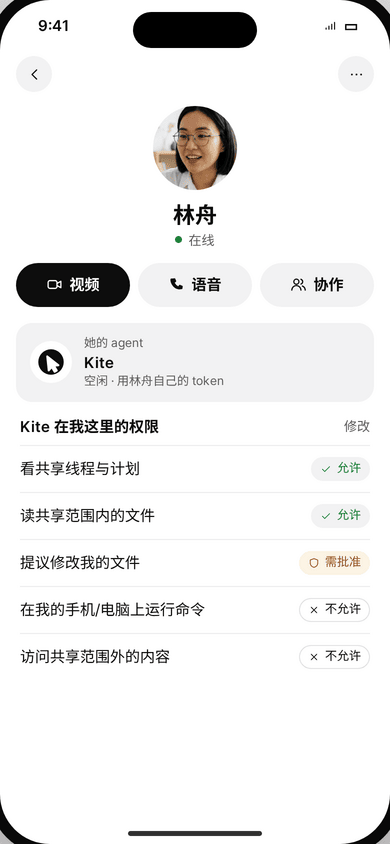 9:41
林舟
在线
视频
语音
协作
她的 agent
Kite
空闲 · 用林舟自己的 token
Kite 在我这里的权限
修改
看共享线程与计划
允许
读共享范围内的文件
允许
提议修改我的文件
需批准
在我的手机/电脑上运行命令
不允许
访问共享范围外的内容
不允许